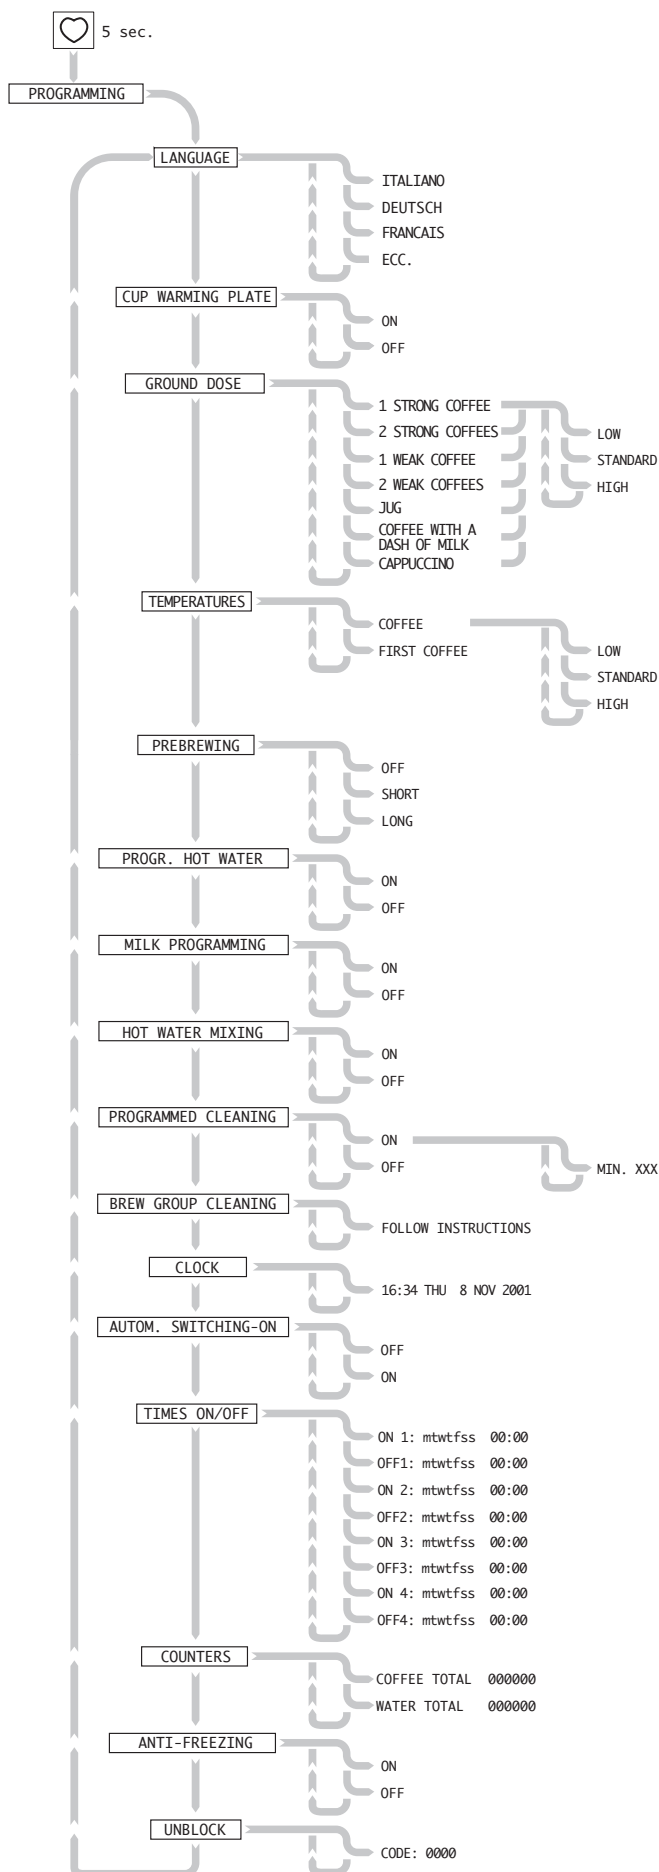 5 sec.
PROGRAMMING
LANGUAGE
ITALIANO
DEUTSCH
FRANCAIS
ECC.
CUP WARMING PLATE
ON
OFF
GROUND DOSE
1 STRONG COFFEE
2 STRONG COFFEES
1 WEAK COFFEE
2 WEAK COFFEES
JUG
COFFEE WITH A
DASH OF MILK
CAPPUCCINO
LOW
STANDARD
HIGH
TEMPERATURES
COFFEE
FIRST COFFEE
LOW
STANDARD
HIGH
PREBREWING
OFF
SHORT
LONG
PROGR. HOT WATER
ON
OFF
MILK PROGRAMMING
ON
OFF
HOT WATER MIXING
ON
OFF
PROGRAMMED CLEANING
ON
OFF
MIN. XXX
BREW GROUP CLEANING
FOLLOW INSTRUCTIONS
CLOCK
16:34 THU 8 NOV 2001
AUTOM. SWITCHING-ON
OFF
ON
TIMES ON/OFF
ON 1: mtwtfss 00:00
OFF1: mtwtfss 00:00
ON 2: mtwtfss 00:00
OFF2: mtwtfss 00:00
ON 3: mtwtfss 00:00
OFF3: mtwtfss 00:00
ON 4: mtwtfss 00:00
OFF4: mtwtfss 00:00
COUNTERS
COFFEE TOTAL 000000
WATER TOTAL 000000
ANTI-FREEZING
ON
OFF
UNBLOCK
CODE: 0000